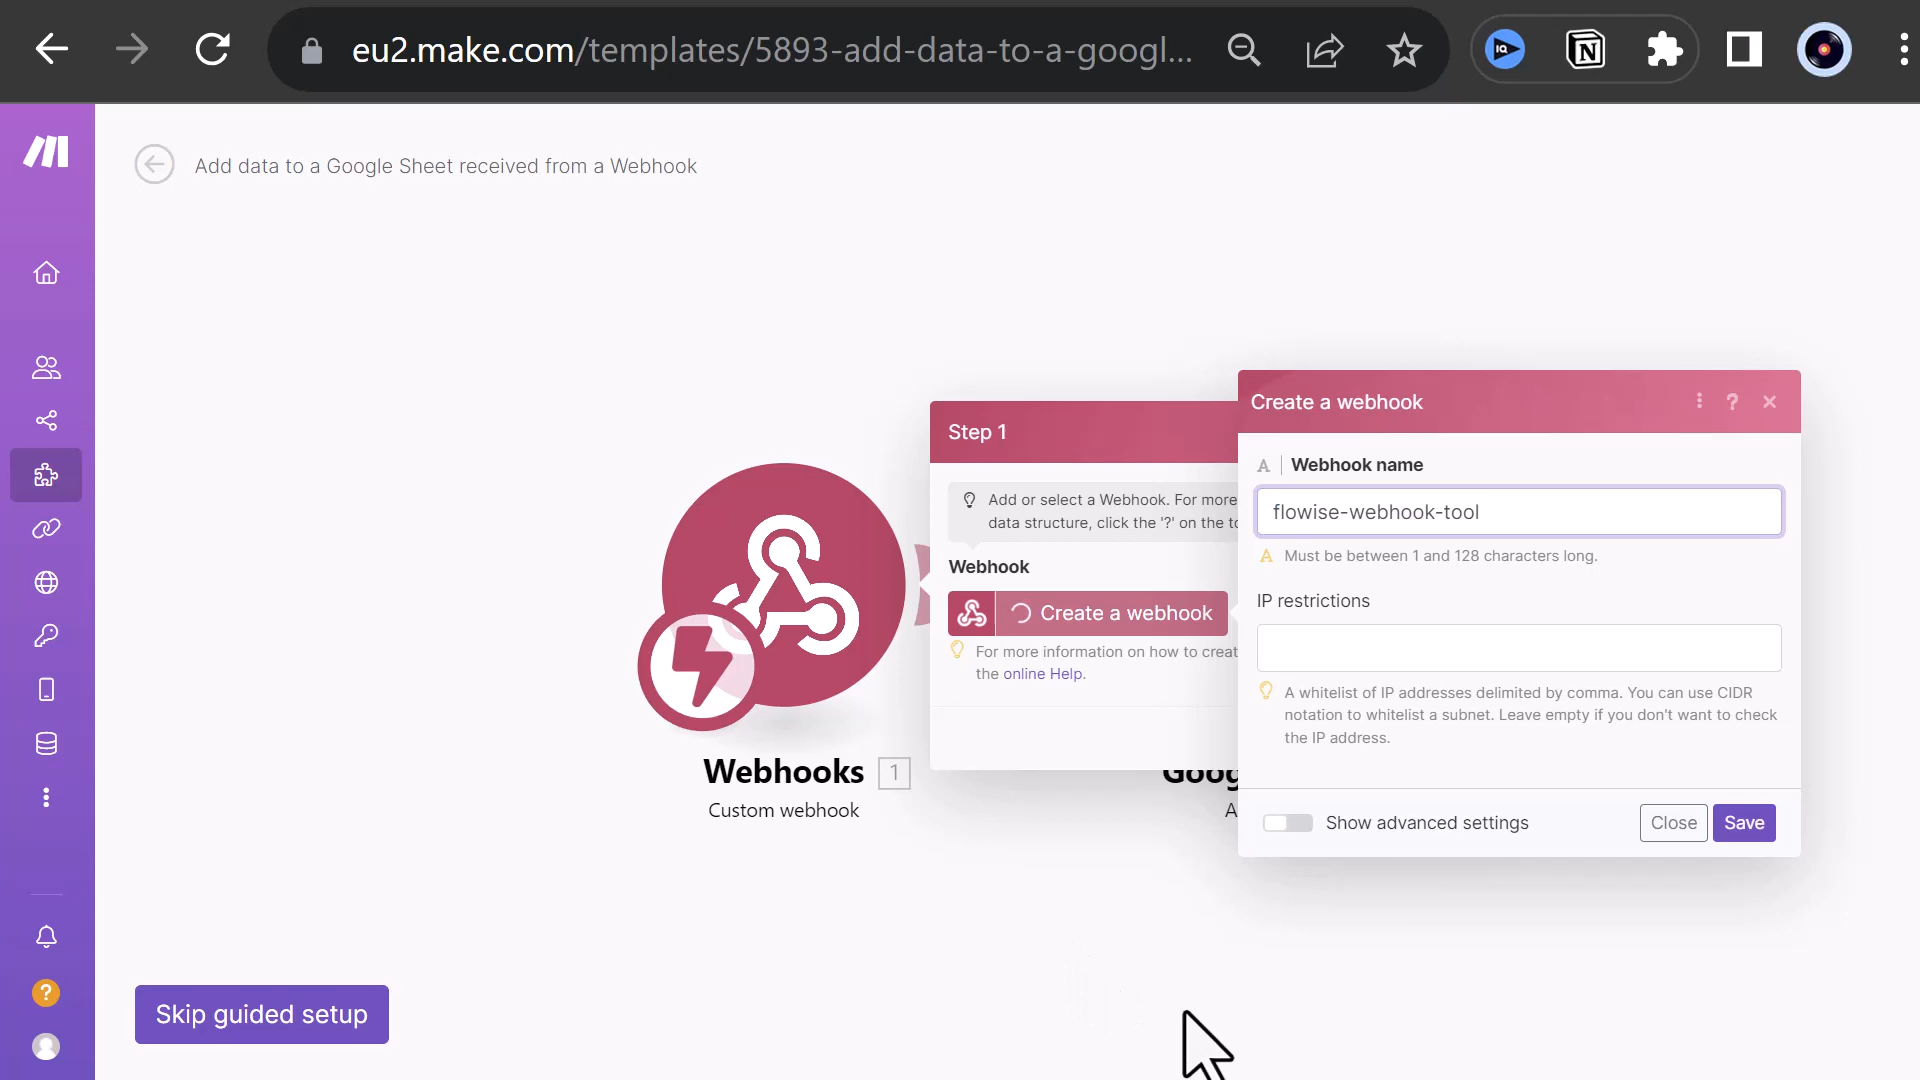 eu2.make.com/templates/5893-add-data-to-a-googl...
IQ
N
Add data to a Google Sheet received from a Webhook
Step 1
Add or select a Webhook. For more
data structure, click the '?' on the to
Webhook
Create a webhook
For more information on how to creat
the online Help.
Webhooks 1
Custom webhook
Goog
A
Create a webhook
?
A Webhook name
flowise-webhook-tool
A Must be between 1 and 128 characters long.
IP restrictions
A whitelist of IP addresses delimited by comma. You can use CIDR
notation to whitelist a subnet. Leave empty if you don't want to check
the IP address.
Show advanced settings
Close
Save
?
Skip guided setup